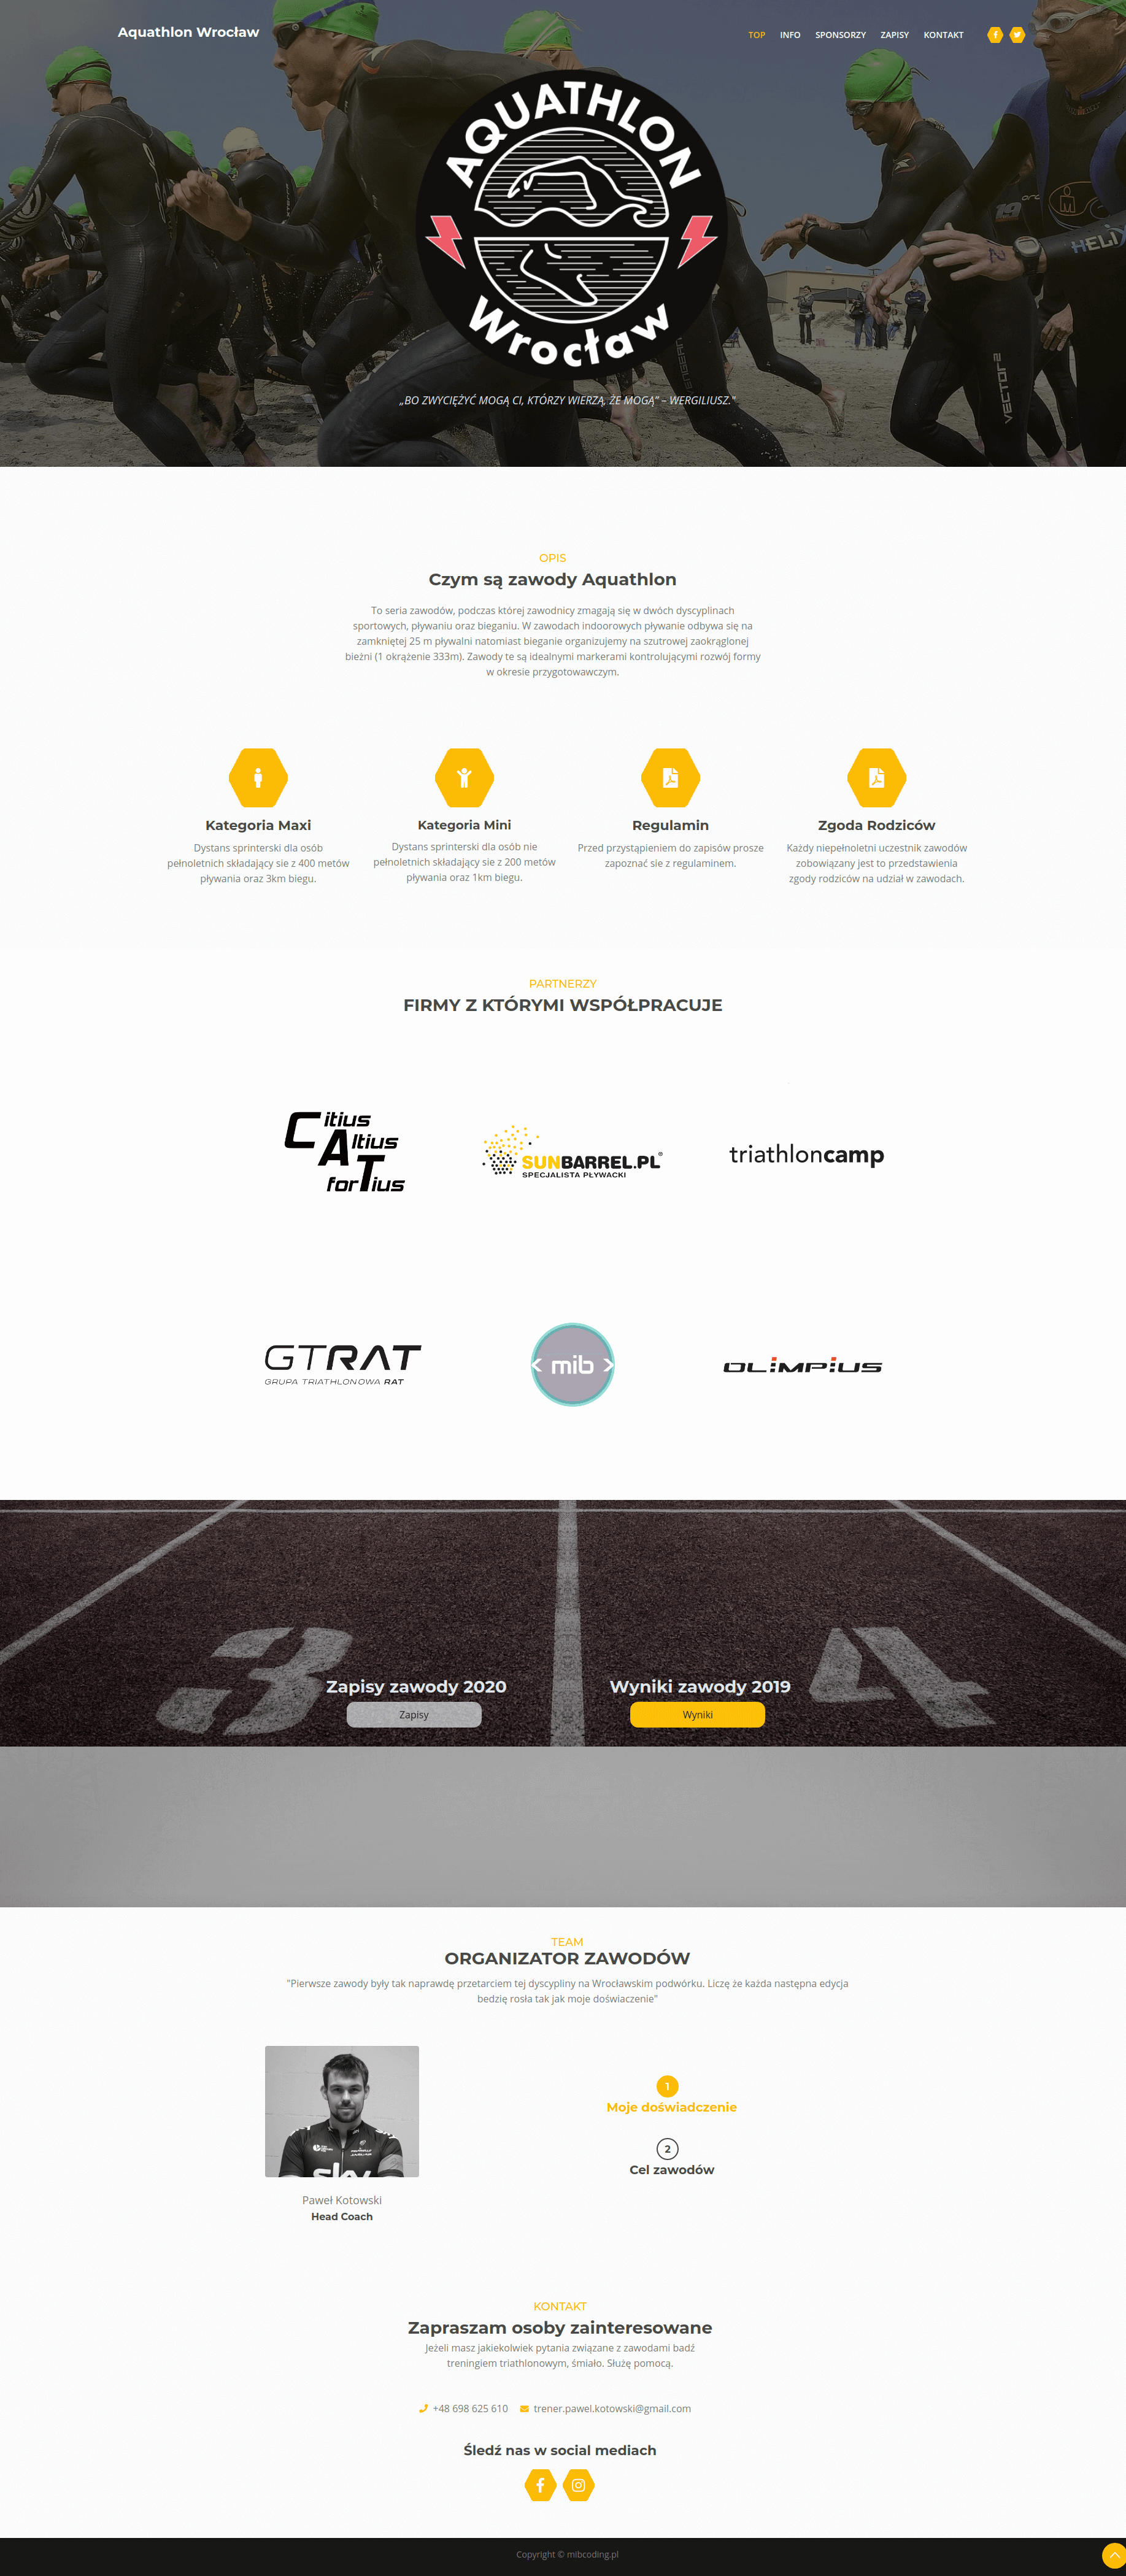 Aquathlon Wrocław
TOP INFO SPONSORZY ZAPISY KONTAKT
AQUATHLON
Wrocław
19 orc
HELI
VECTOR2
„BO ZWYCIĘŻYĆ MOGĄ CI, KTÓRZY WIERZĄ, ŻE MOGĄ” – WERGILIUSZ."
OPIS
Czym są zawody Aquathlon
To seria zawodów, podczas której zawodnicy zmagają się w dwóch dyscyplinach
sportowych, pływaniu oraz bieganiu. W zawodach indoorowych pływanie odbywa się na
zamkniętej 25 m pływalni natomiast bieganie organizujemy na szutrowej zaokrąglonej
bieżni (1 okrążenie 333m). Zawody te są idealnymi markerami kontrolującymi rozwój formy
w okresie przygotowawczym.
Kategoria Maxi
Dystans sprinterski dla osób
pełnoletnich składający sie z 400 metów
pływania oraz 3km biegu.
Kategoria Mini
Dystans sprinterski dla osób nie
pełnoletnich składający sie z 200 metów
pływania oraz 1km biegu.
Regulamin
Przed przystąpieniem do zapisów prosze
zapoznać sie z regulaminem.
Zgoda Rodziców
Każdy niepełnoletni uczestnik zawodów
zobowiązany jest to przedstawienia
zgody rodziców na udział w zawodach.
PARTNERZY
FIRMY Z KTÓRYMI WSPÓŁPRACUJE
Citius
Altius
forTius
SUNBARREL.PL®
SPECJALISTA PŁYWACKI
triathloncamp
GTRAT
GRUPA TRIATHLONOWA RAT
< mib >
OLIMPIUS
3 4
Zapisy zawody 2020
Zapisy
Wyniki zawody 2019
Wyniki
TEAM
ORGANIZATOR ZAWODÓW
"Pierwsze zawody były tak naprawdę przetarciem tej dyscypliny na Wrocławskim podwórku. Liczę że każda następna edycja
bedzię rosła tak jak moje doświaczenie"
sky
Paweł Kotowski
Head Coach
1
Moje doświadczenie
2
Cel zawodów
KONTAKT
Zapraszam osoby zainteresowane
Jeżeli masz jakiekolwiek pytania związane z zawodami badź
treningiem triathlonowym, śmiało. Służę pomocą.
+48 698 625 610 trener.pawel.kotowski@gmail.com
Śledź nas w social mediach
Copyright © mibcoding.pl